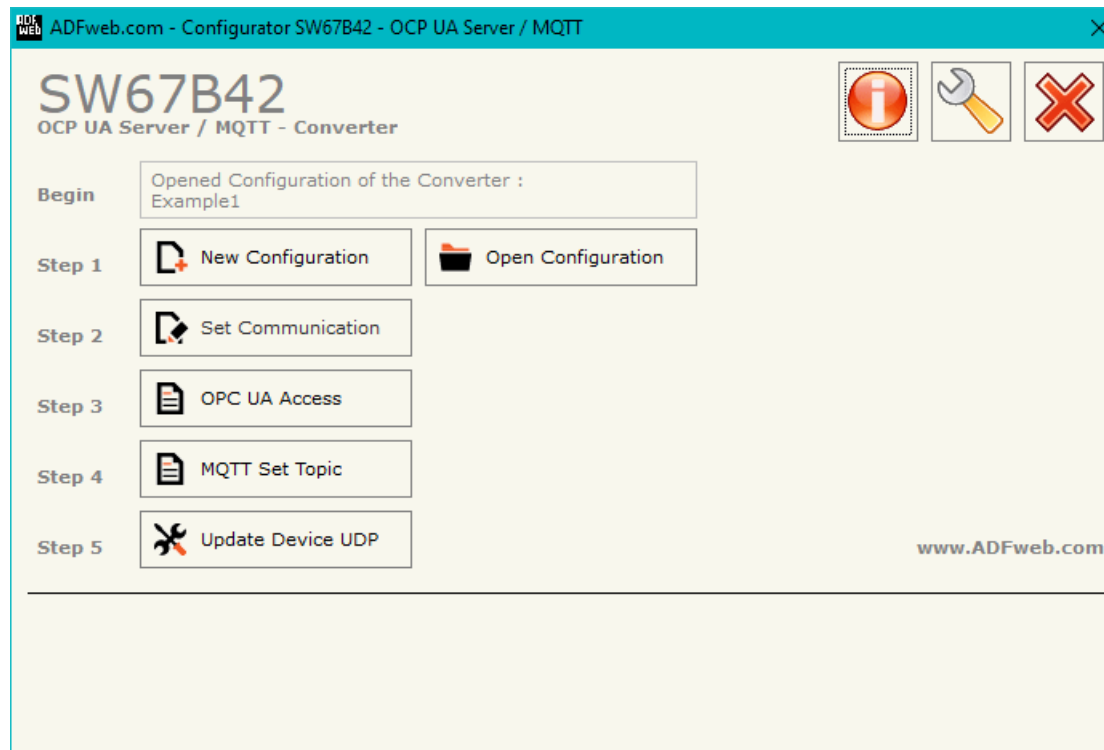 ADF WEB ADFweb.com - Configurator SW67B42 - OCP UA Server / MQTT
SW67B42
OCP UA Server / MQTT - Converter
Begin
Opened Configuration of the Converter :
Example1
Step 1
New Configuration
Open Configuration
Step 2
Set Communication
Step 3
OPC UA Access
Step 4
MQTT Set Topic
Step 5
Update Device UDP
www.ADFweb.com